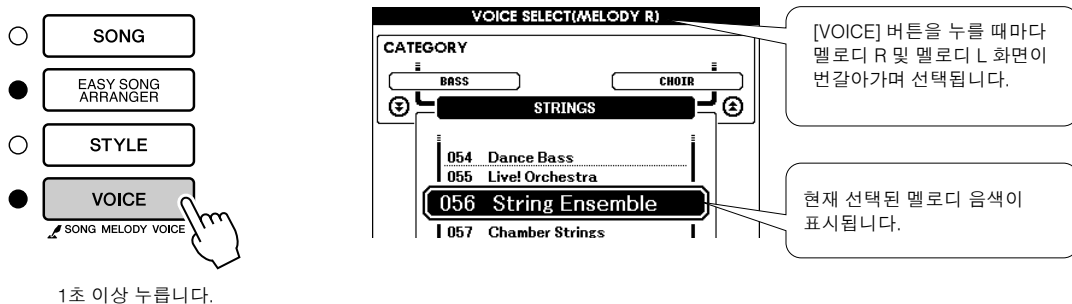 SONG
EASY SONG
ARRANGER
STYLE
VOICE
SONG MELODY VOICE
1초 이상 누릅니다.
VOICE SELECT(MELODY R)
CATEGORY
BASS
CHOIR
STRINGS
054 Dance Bass
055 Live! Orchestra
056 String Ensemble
057 Chamber Strings
[VOICE] 버튼을 누를 때마다
멜로디 R 및 멜로디 L 화면이
번갈아가며 선택됩니다.
현재 선택된 멜로디 음색이
표시됩니다.